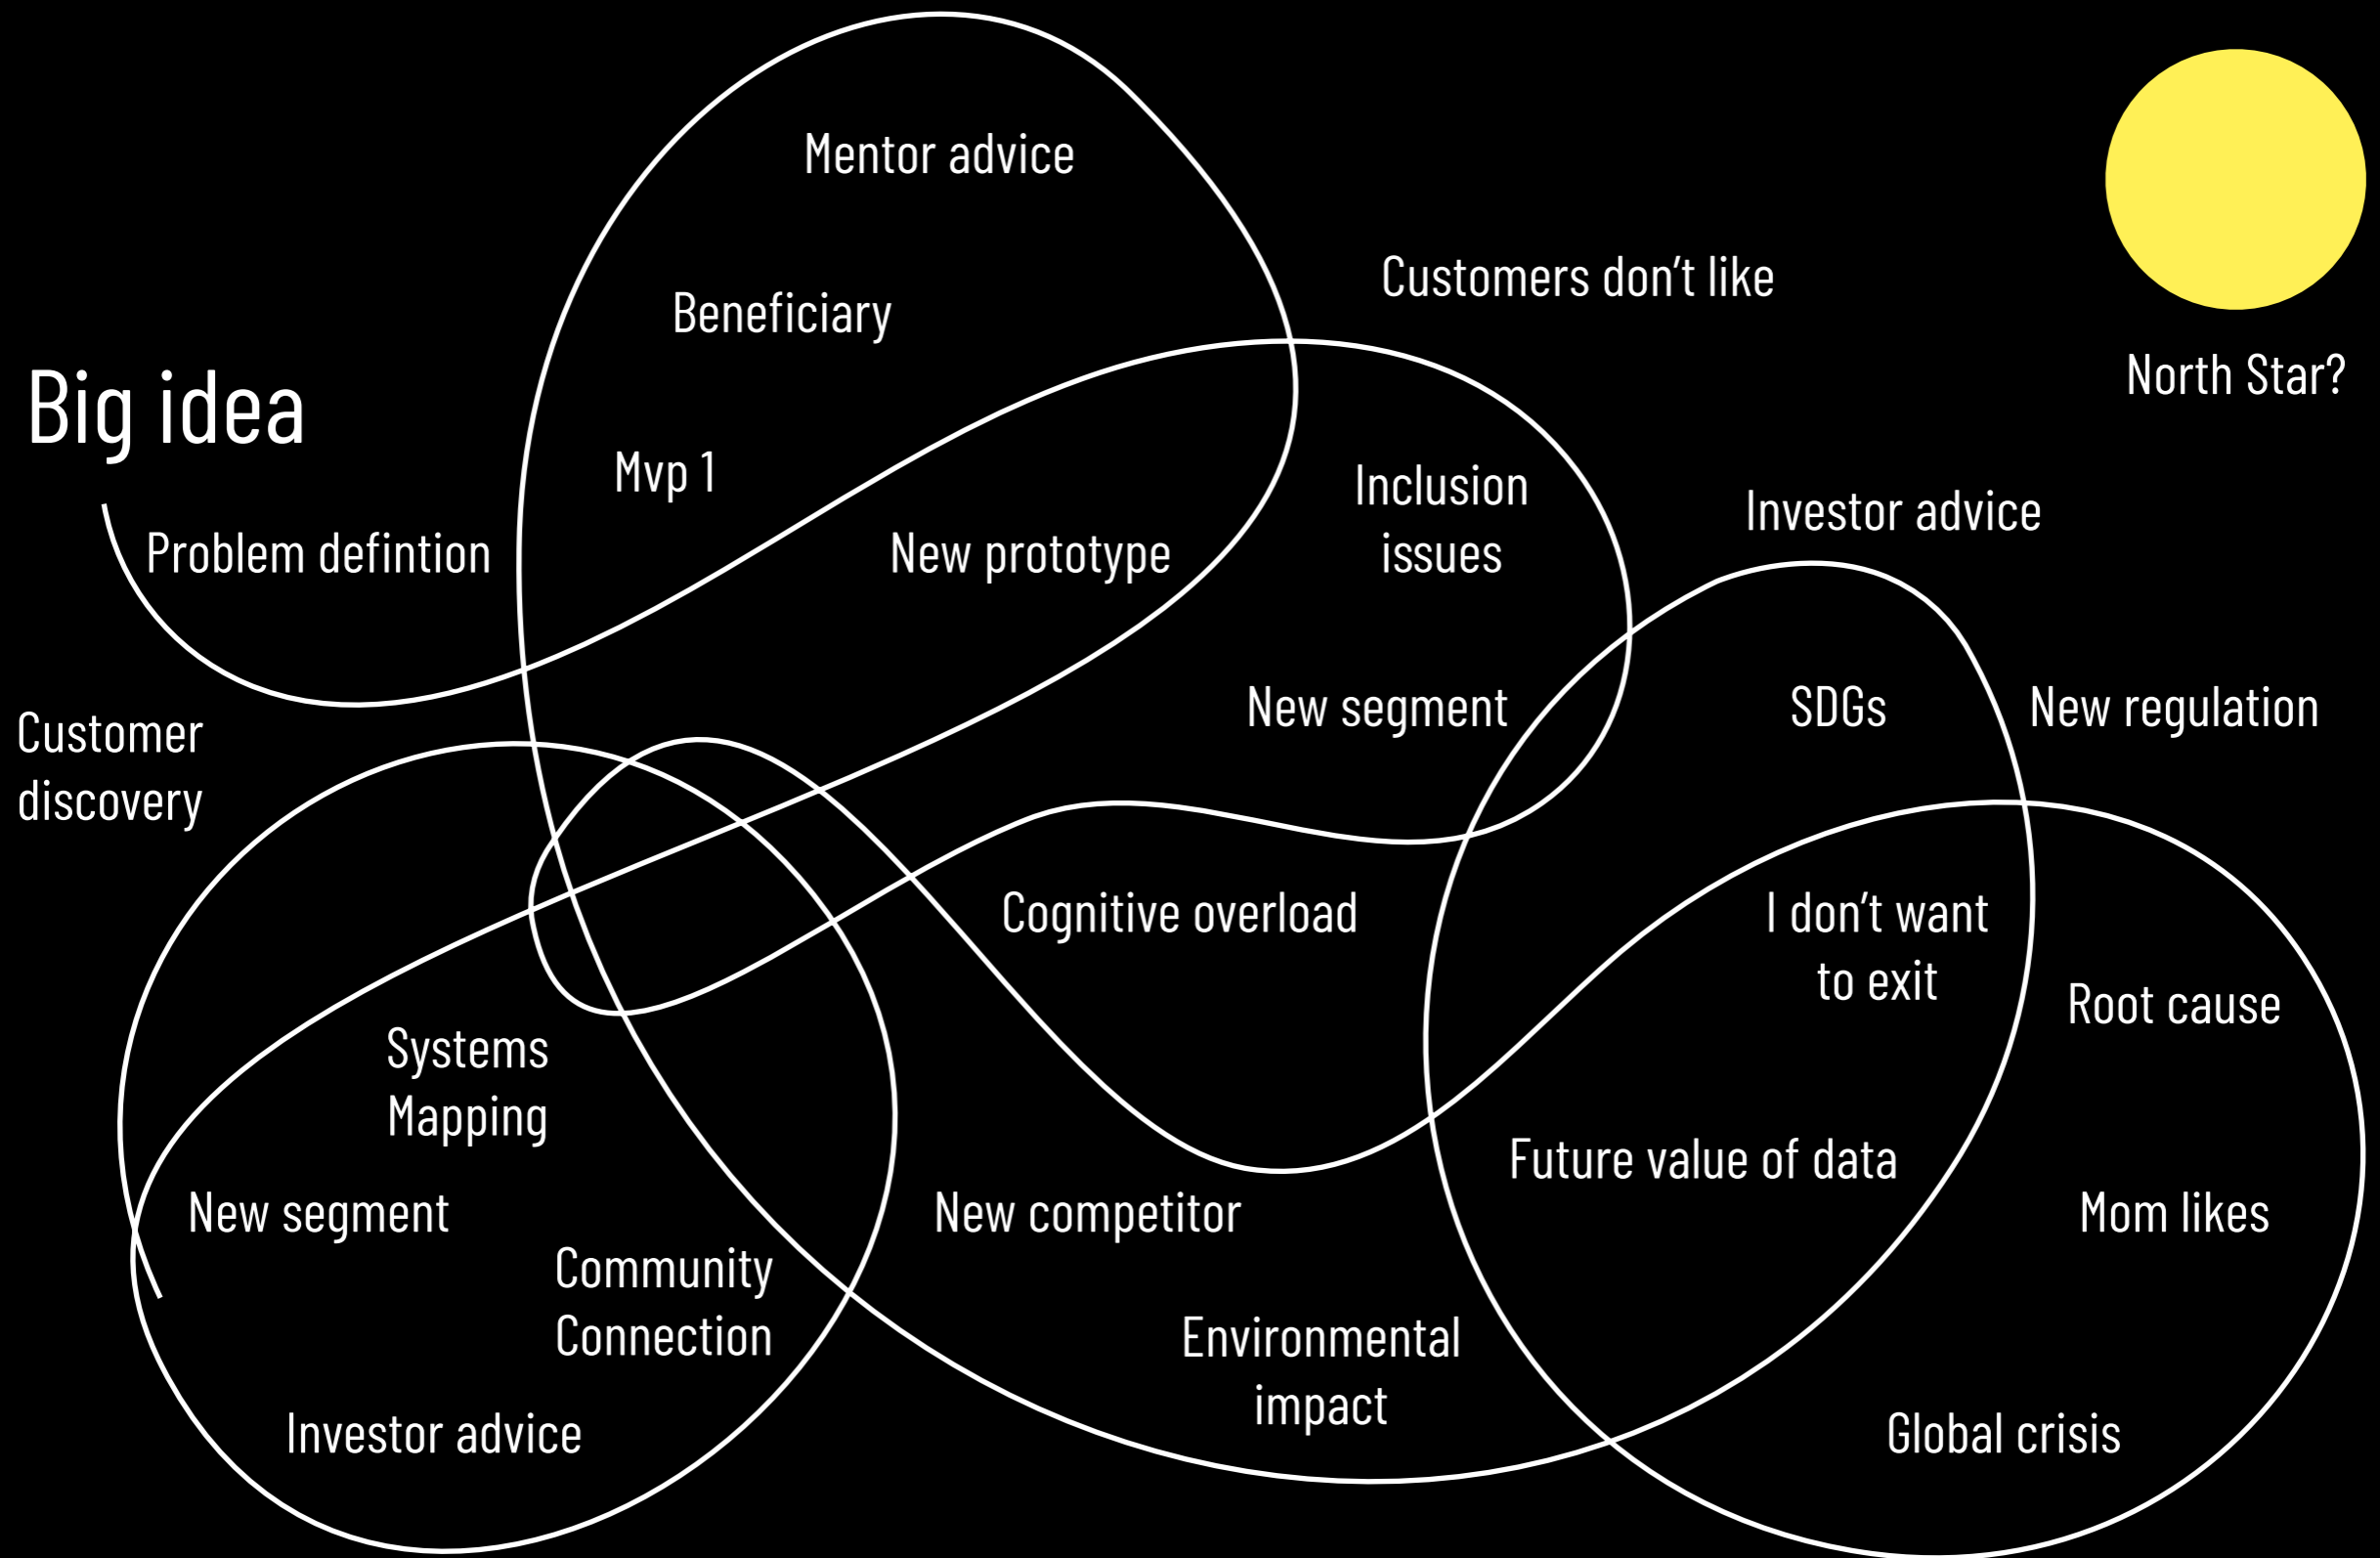 Mentor advice
Customers don’t like
Beneficiary
North Star?
Big idea
Mvp 1
Inclusion
issues
Investor advice
Problem defintion
New prototype
New segment
SDGs
New regulation
Customer
discovery
Cognitive overload
I don’t want
to exit
Root cause
Systems
Mapping
Future value of data
New segment
New competitor
Mom likes
Community
Connection
Environmental
impact
Investor advice
Global crisis